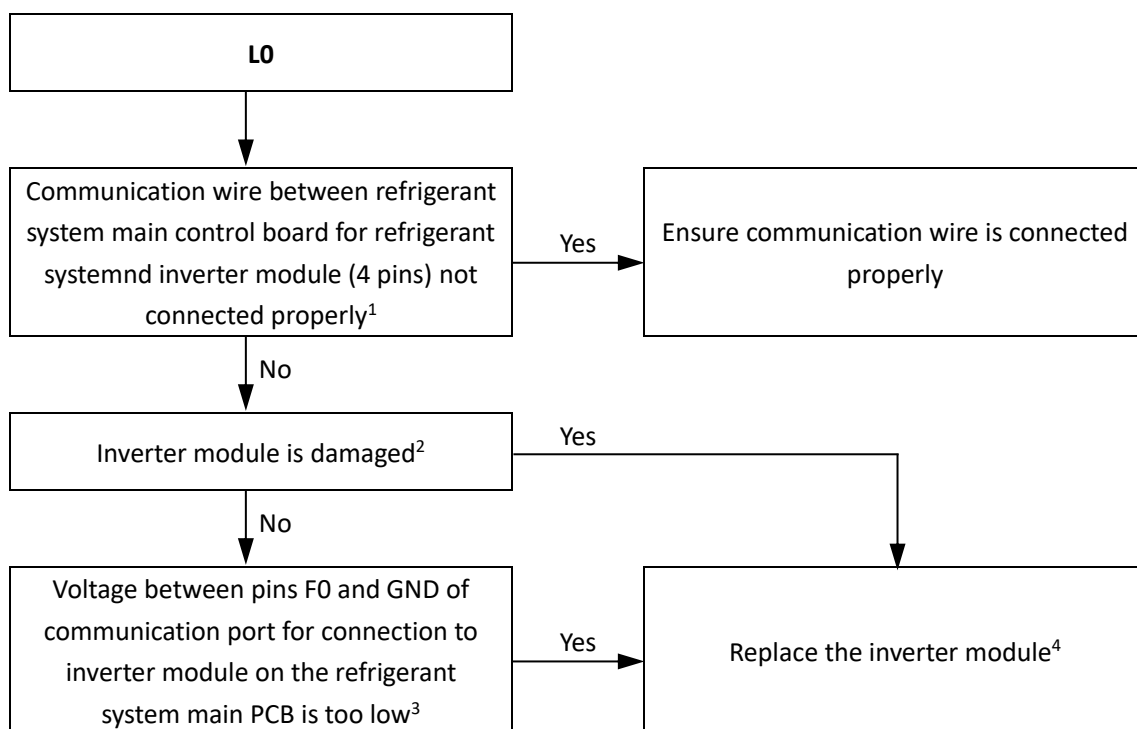 L0
Communication wire between refrigerant
system main control board for refrigerant
systemnd inverter module (4 pins) not
connected properly¹
Yes
Ensure communication wire is connected
properly
No
Inverter module is damaged²
Yes
No
Voltage between pins F0 and GND of
communication port for connection to
inverter module on the refrigerant
system main PCB is too low³
Yes
Replace the inverter module⁴